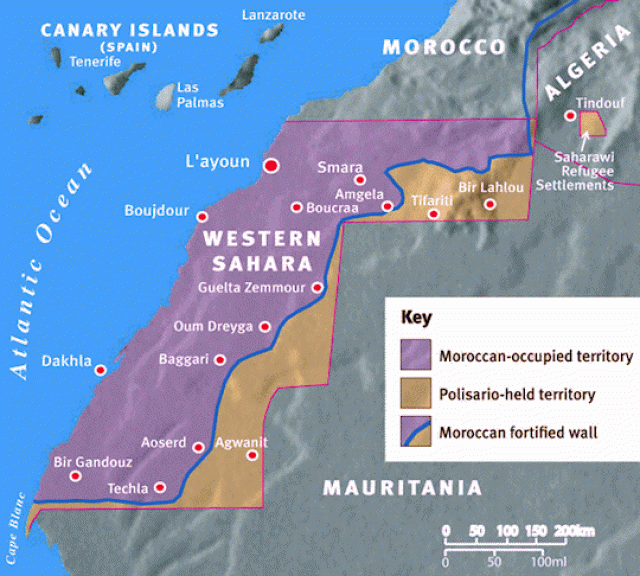 Lanzarote
CANARY ISLANDS
(SPAIN)
Tenerife
Las
Palmas
MOROCCO
ALGERIA
Tindouf
Saharawi
Refugee
Settlements
L'ayoun
Smara
Amgela
Bir Lahlou
Tifariti
Boucraa
Boujdour
WESTERN
SAHARA
Guelta Zemmour
Atlantic Ocean
Oum Dreyga
Baggari
Dakhla
Key
Moroccan-occupied territory
Polisario-held territory
Moroccan fortified wall
Aoserd
Agwanit
Bir Gandouz
Techla
MAURITANIA
Cape Blanc
0 50 100 150 200km
0 50 100ml